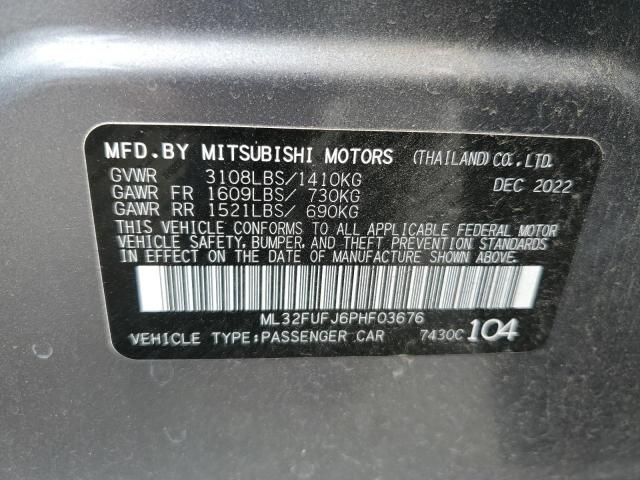 MFD.BY MITSUBISHI MOTORS (THAILAND)CO.,LTD.
GVWR 3108LBS/1410KG DEC 2022
GAWR FR 1609LBS/ 730KG
GAWR RR 1521LBS/ 690KG
THIS VEHICLE CONFORMS TO ALL APPLICABLE FEDERAL MOTOR
VEHICLE SAFETY, BUMPER, AND THEFT PREVENTION STANDARDS
IN EFFECT ON THE DATE OF MANUFACTURE SHOWN ABOVE.
ML32FUFJ6PHF03676
VEHICLE TYPE:PASSENGER CAR 7430C 104